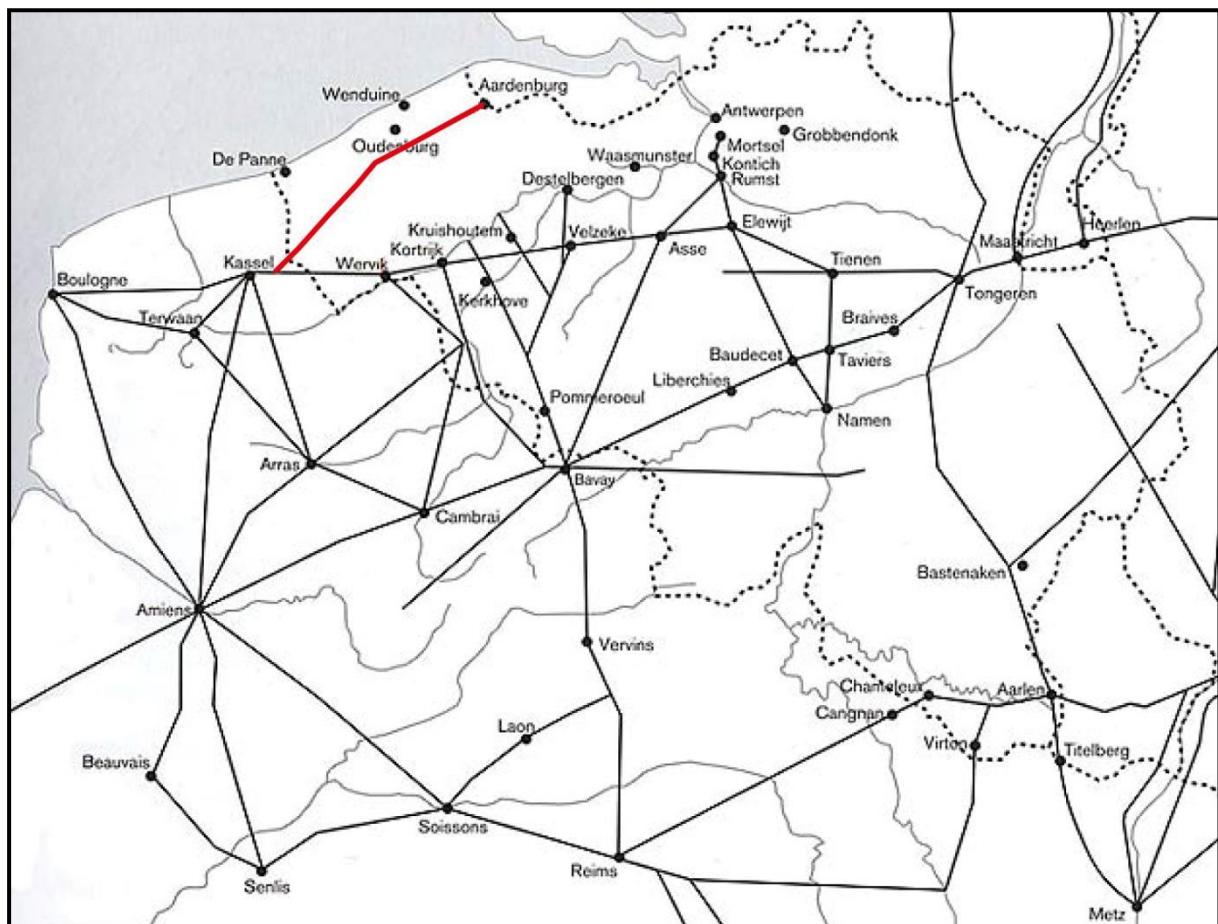 Aardenburg
Wenduine
Antwerpen
Oudenburg
Grobbendonk
Mortsel
De Panne
Waasmunster
Kontich
Destelbergen
Rumst
Kruishoutem
Elewijt
Velzeke
Heerlen
Kortrijk
Asse
Maastricht
Kassel
Wervik
Tienen
Boulogne
Kerkhove
Tongeren
Terwaan
Braives
Baudecet
Taviers
Liberchies
Pommeroeul
Namen
Arras
Bavay
Cambrai
Bastenaken
Amiens
Vervins
Chameleux
Aarlen
Cangnan
Laon
Virton
Titelberg
Beauvais
Soissons
Reims
Senlis
Metz